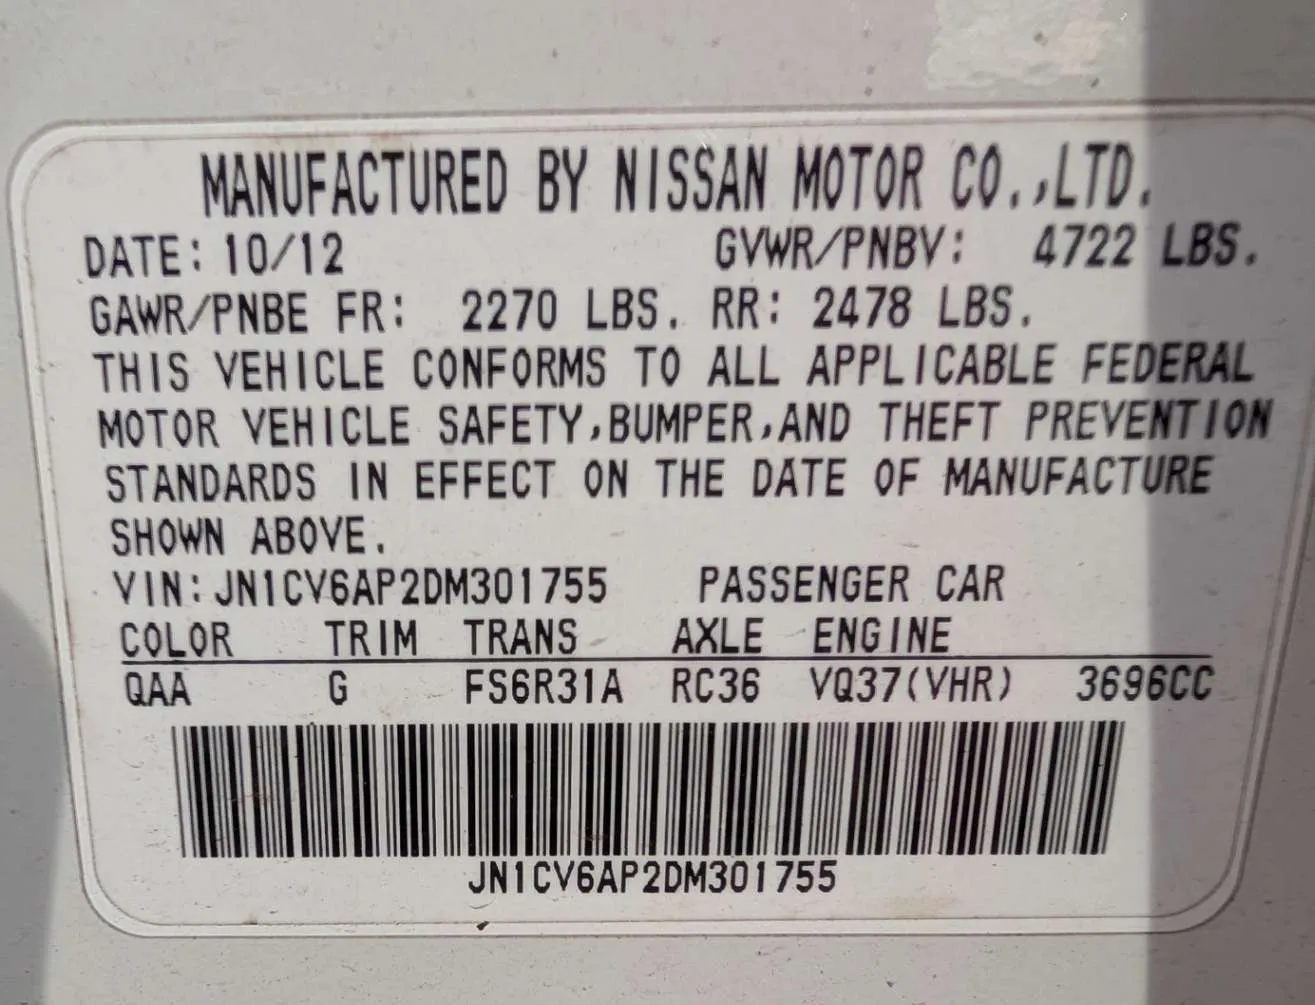 MANUFACTURED BY NISSAN MOTOR CO.,LTD.
DATE: 10/12 GVWR/PNBV: 4722 LBS.
GAWR/PNBE FR: 2270 LBS. RR: 2478 LBS.
THIS VEHICLE CONFORMS TO ALL APPLICABLE FEDERAL
MOTOR VEHICLE SAFETY,BUMPER,AND THEFT PREVENTION
STANDARDS IN EFFECT ON THE DATE OF MANUFACTURE
SHOWN ABOVE.
VIN:JN1CV6AP2DM301755 PASSENGER CAR
COLOR TRIM TRANS AXLE ENGINE
QAA G FS6R31A RC36 VQ37(VHR) 3696CC
JN1CV6AP2DM301755